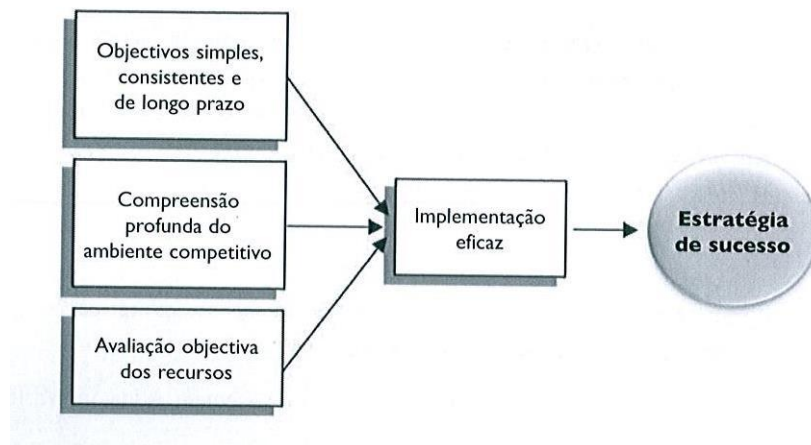 Objectivos simples,
consistentes e
de longo prazo
Compreensão
profunda do
ambiente competitivo
Avaliação objectiva
dos recursos
Implementação
eficaz
Estratégia
de sucesso